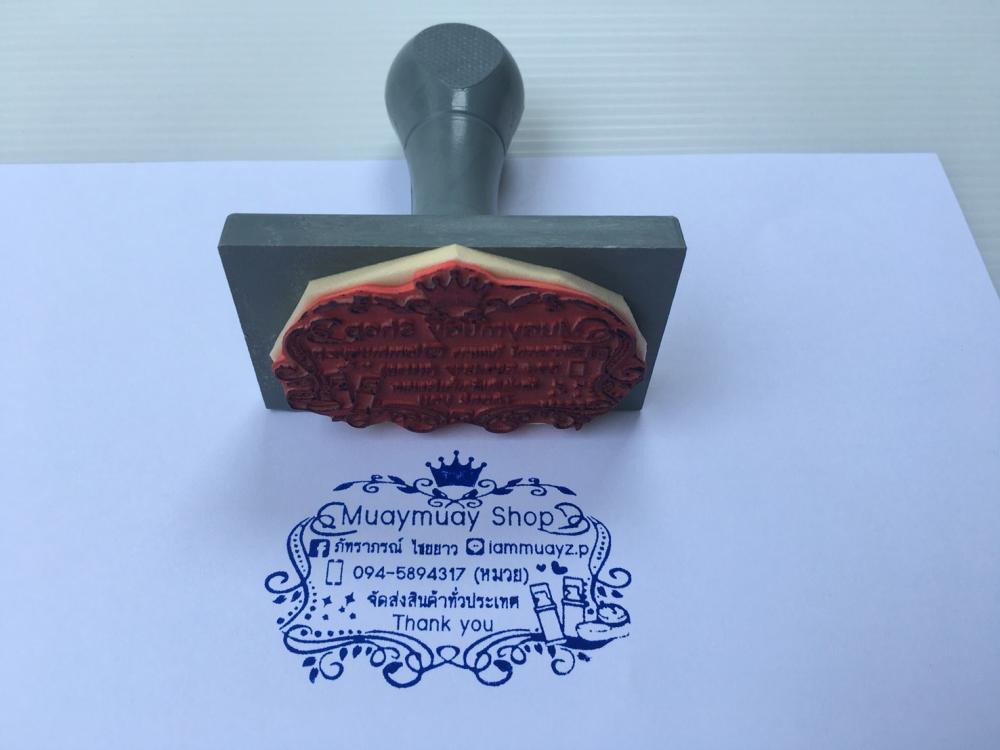 Muaymuay Shop
ภัทราภรณ์ ไชยยาว iammuayz.p
094-5894317 (หมวย)
จัดส่งสินค้าทั่วประเทศ
Thank you